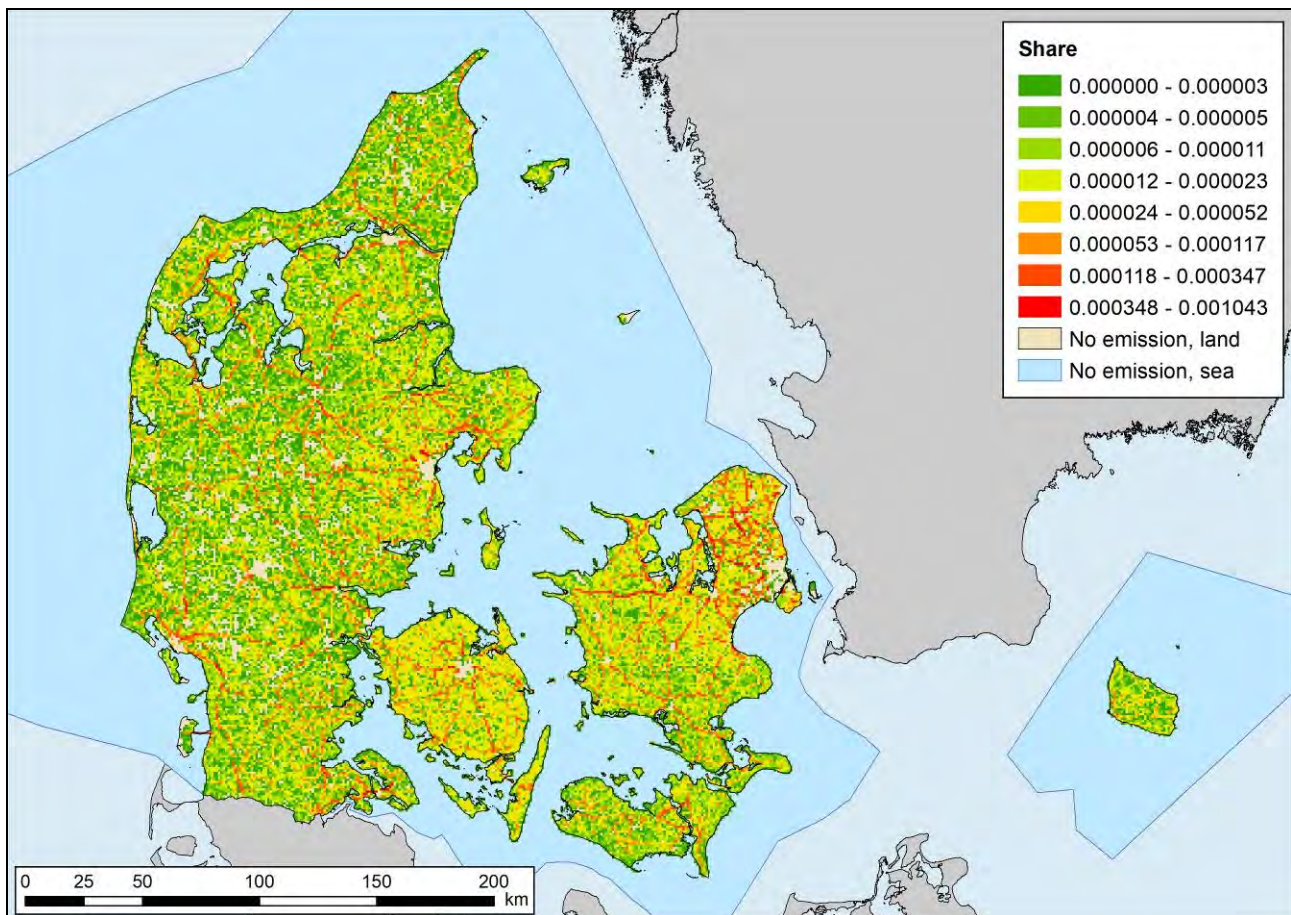 Share
0.000000 - 0.000003
0.000004 - 0.000005
0.000006 - 0.000011
0.000012 - 0.000023
0.000024 - 0.000052
0.000053 - 0.000117
0.000118 - 0.000347
0.000348 - 0.001043
No emission, land
No emission, sea
0 25 50 100 150 200
km